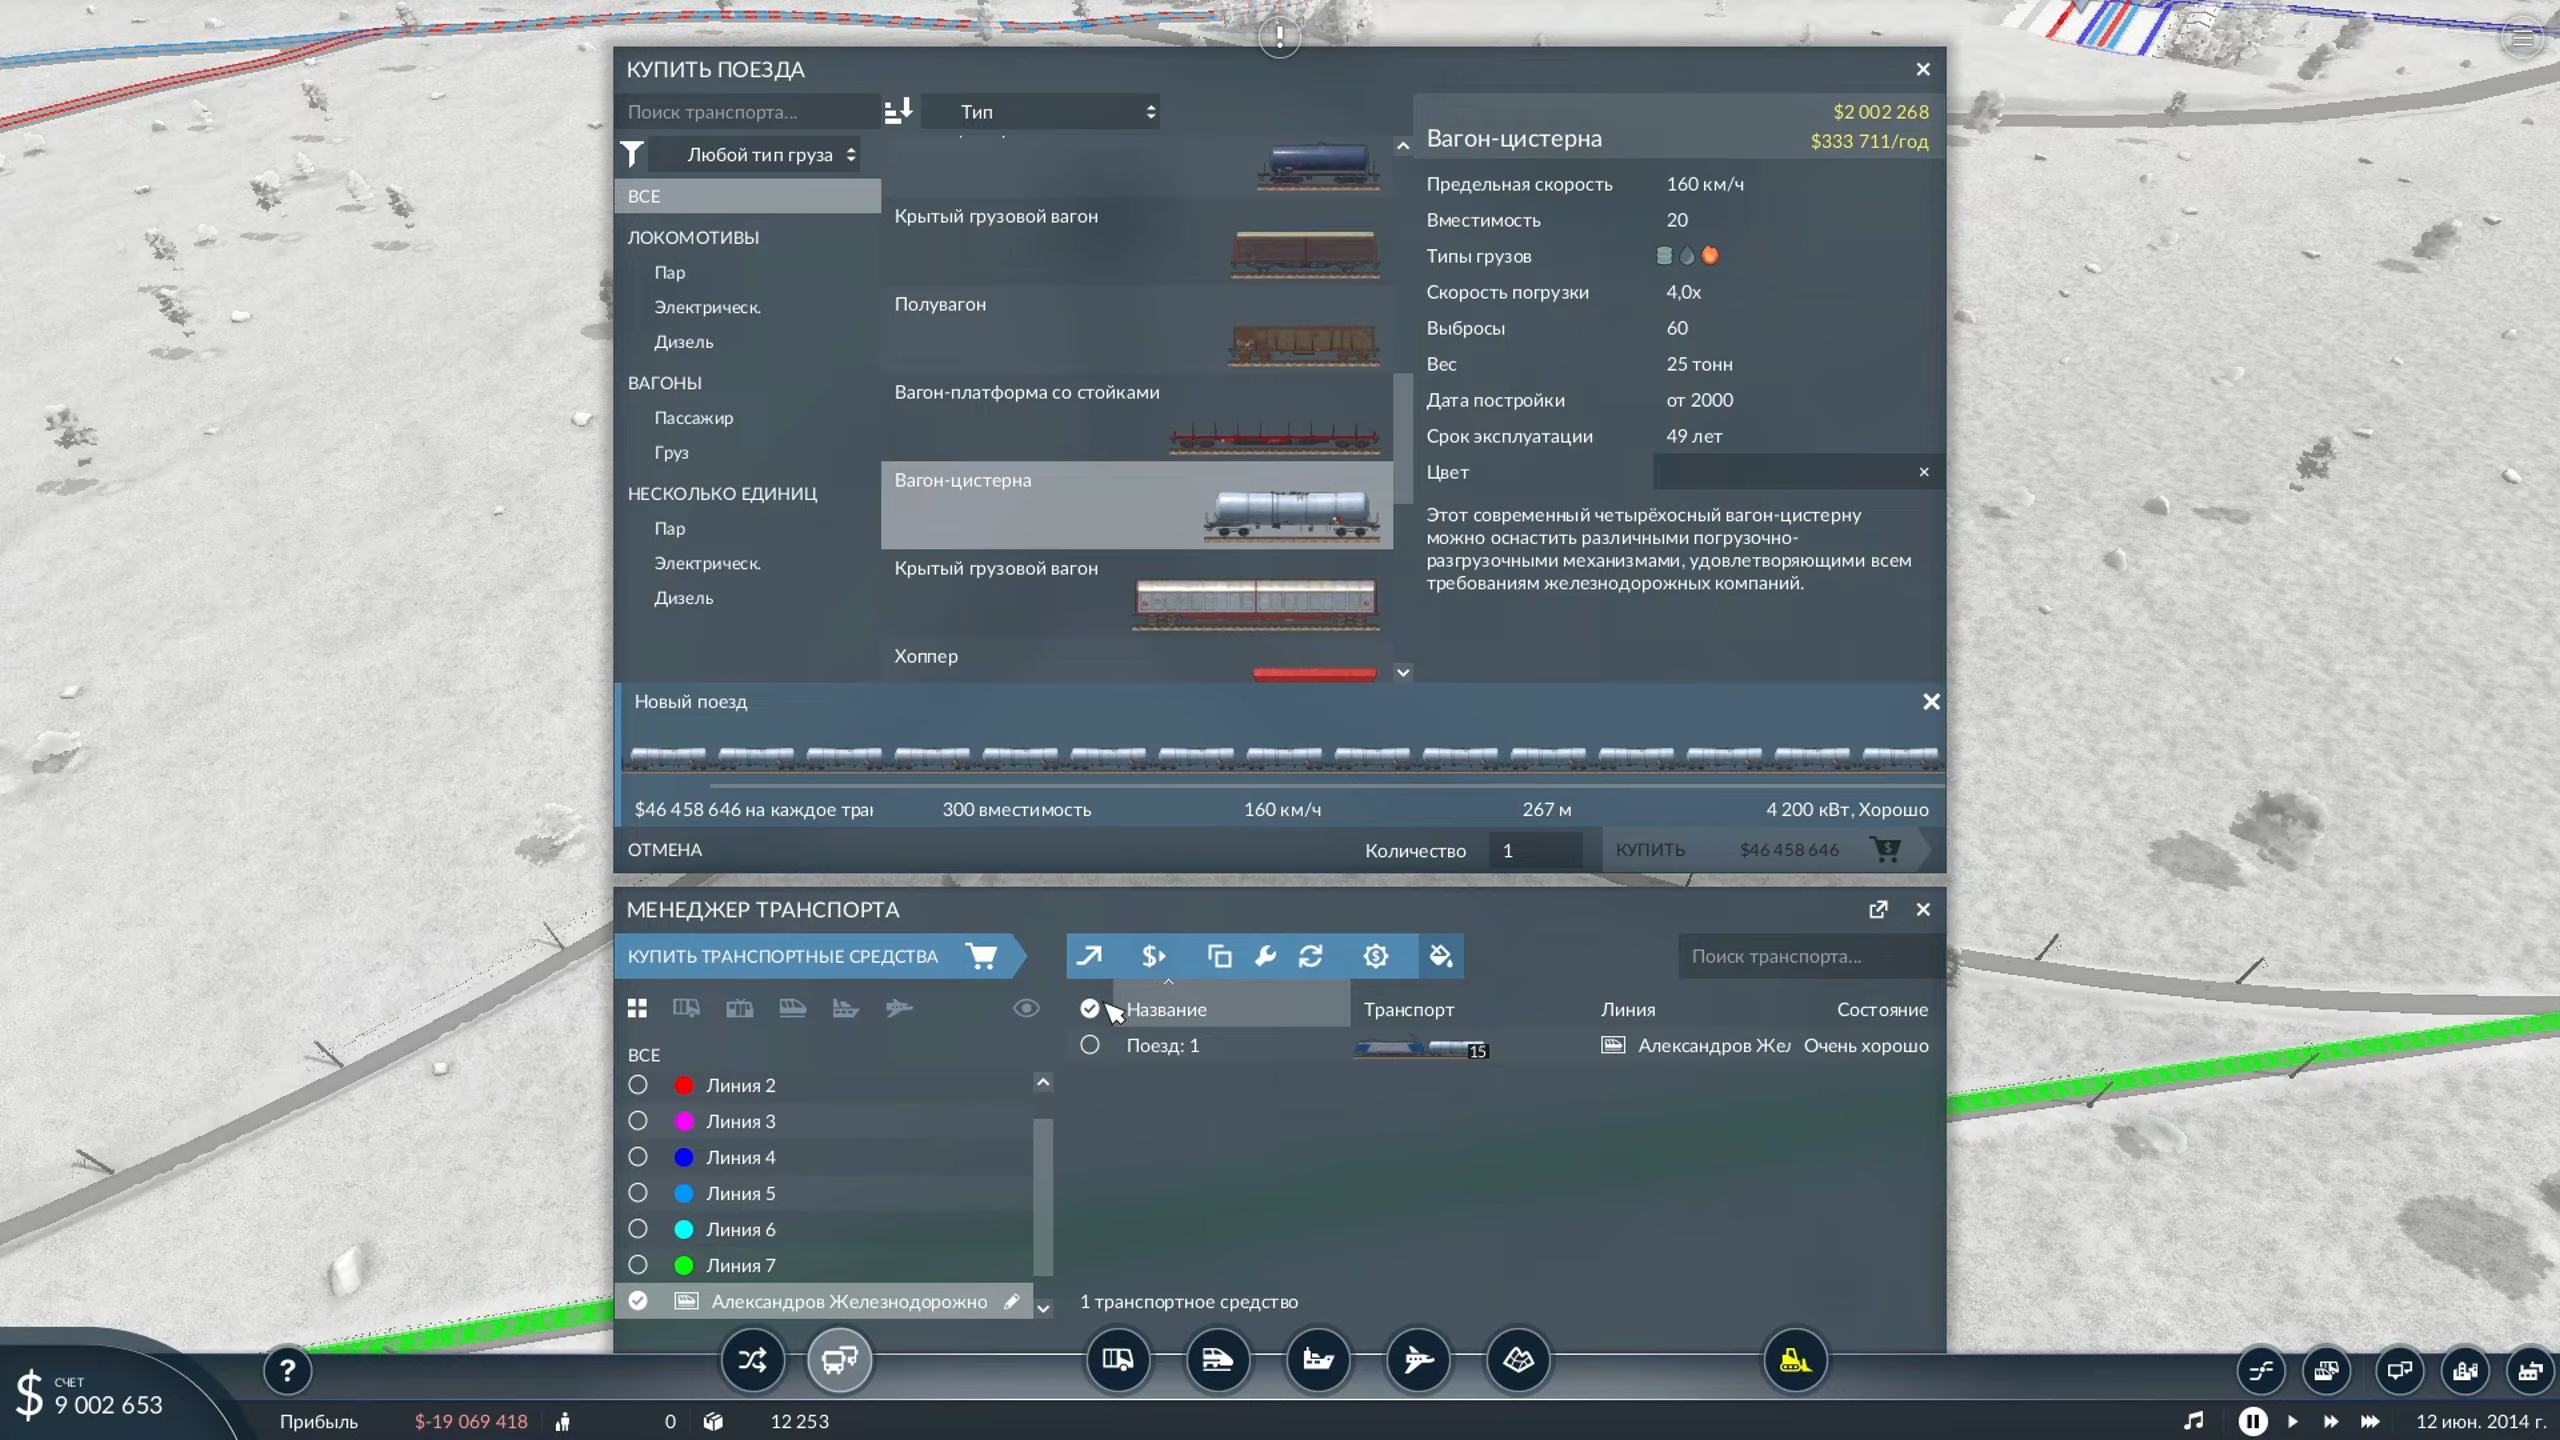 КУПИТЬ ПОЕЗДА
Поиск транспорта...
Тип
Любой тип груза
ВСЕ
ЛОКОМОТИВЫ
Пар
Электрическ.
Дизель
ВАГОНЫ
Пассажир
Груз
НЕСКОЛЬКО ЕДИНИЦ
Пар
Электрическ.
Дизель
Крытый грузовой вагон
Полувагон
Вагон-платформа со стойками
Вагон-цистерна
Крытый грузовой вагон
Хоппер
$2 002 268
Вагон-цистерна
$333 711/год
Предельная скорость 160 км/ч
Вместимость 20
Типы грузов
Скорость погрузки 4,0x
Выбросы 60
Вес 25 тонн
Дата постройки от 2000
Срок эксплуатации 49 лет
Цвет
Этот современный четырёхосный вагон-цистерну
можно оснастить различными погрузочно-
разгрузочными механизмами, удовлетворяющими всем
требованиям железнодорожных компаний.
Новый поезд
$46 458 646 на каждое тран 300 вместимость 160 км/ч 267 м 4 200 кВт, Хорошо
ОТМЕНА Количество 1 КУПИТЬ $46 458 646
МЕНЕДЖЕР ТРАНСПОРТА
КУПИТЬ ТРАНСПОРТНЫЕ СРЕДСТВА
Поиск транспорта...
Название Транспорт Линия Состояние
Поезд: 1 15 Александров Жел Очень хорошо
ВСЕ
Линия 2
Линия 3
Линия 4
Линия 5
Линия 6
Линия 7
Александров Железнодорожно
1 транспортное средство
СЧЕТ
$ 9 002 653
?
Прибыль $-19 069 418 0 12 253
12 июн. 2014 г.